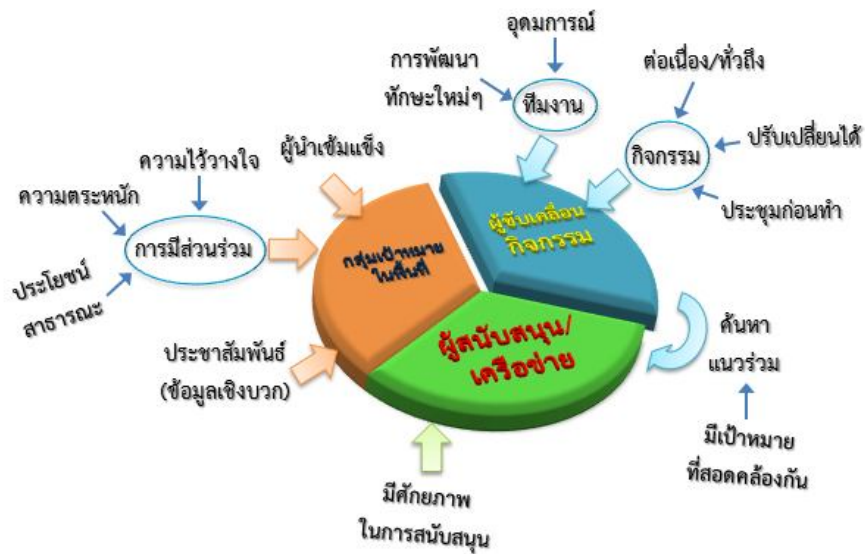 อุดมการณ์
การพัฒนา
ทักษะใหม่ๆ
ทีมงาน
ต่อเนื่อง/ทั่วถึง
กิจกรรม
ปรับเปลี่ยนได้
ประชุมก่อนทำ
ผู้นำเข้มแข็ง
ความไว้วางใจ
ความตระหนัก
การมีส่วนร่วม
ประโยชน์
สาธารณะ
กลุ่มเป้าหมาย
ในพื้นที่
ผู้ขับเคลื่อน
กิจกรรม
ผู้สนับสนุน/
เครือข่าย
ประชาสัมพันธ์
(ข้อมูลเชิงบวก)
ค้นหา
แนวร่วม
มีเป้าหมาย
ที่สอดคล้องกัน
มีศักยภาพ
ในการสนับสนุน